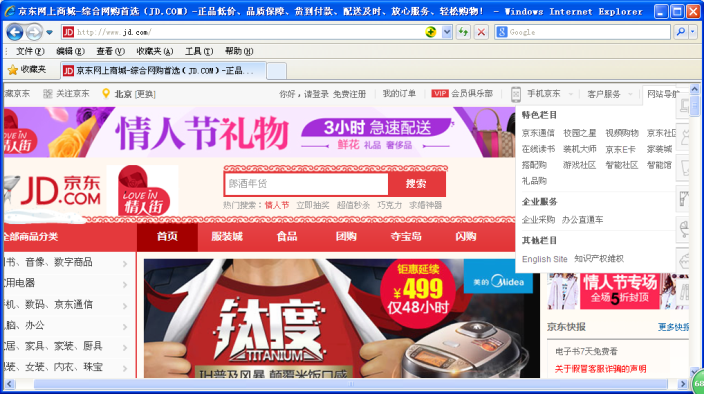 京东网上商城-综合网购首选（JD.COM）-正品低价、品质保障、货到付款、配送及时、放心服务、轻松购物! - Windows Internet Explorer
http://www.jd.com/
Google
文件(F) 编辑(E) 查看(V) 收藏夹(A) 工具(T) 帮助(H)
收藏夹
京东网上商城-综合网购首选（JD.COM）-正品...
藏京东 关注京东 北京 [更换] 你好，请登录 免费注册 我的订单 VIP 会员俱乐部 手机京东 客户服务 网站导航
特色栏目
京东通信 校园之星 视频购物 京东社区
在线读书 装机大师 京东E卡 家装城
搭配购 游戏社区 智能社区 智能馆
礼品购
企业服务
企业采购 办公直通车
其他栏目
English Site 知识产权维权
LOVE IN
情人街
情人节礼物
3小时 急速配送
鲜花 礼品 奢侈品
JD.京东
.COM
LOVE IN
情人街
郎酒年货
搜索
热门搜索： 情人节 立即抽奖 超值秒杀 巧克力 求婚神器
全部商品分类 首页 服装城 食品 团购 夺宝岛 闪购
书、音像、数字商品
家用电器
手机、数码、京东通信
电脑、办公
家居、家具、家装、厨具
男装、女装、内衣、珠宝
钛度
TITANIUM
IH普及风暴 颠覆米饭口感
钜惠延续
¥499
仅48小时
美的 Midea
情人节专场
全场5折封顶
京东快报 更多快报
电子书7天免费看
关于假冒客服诈骗的声明
68